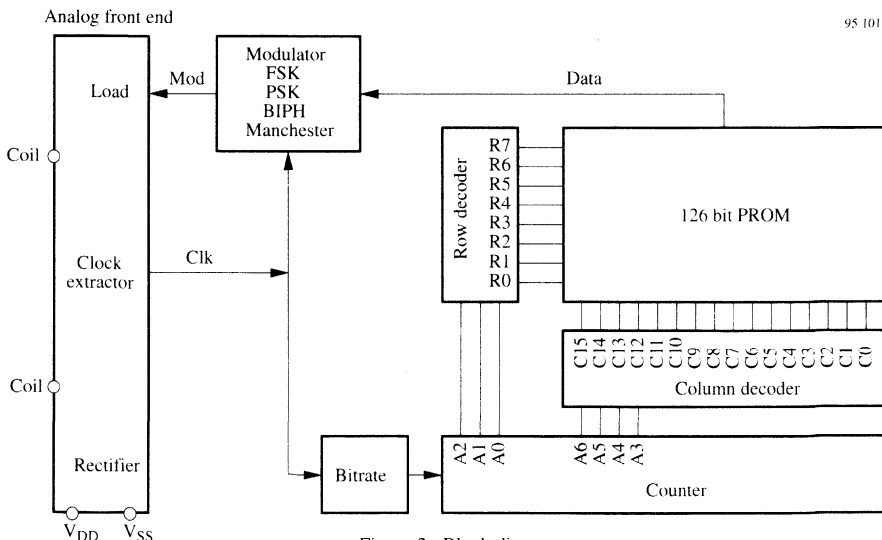 Analog front end
95 101
Load
Mod
Modulator
FSK
PSK
BIPH
Manchester
Data
Coil
Row decoder
R7
R6
R5
R4
R3
R2
R1
R0
126 bit PROM
Clk
Clock
extractor
C15
C14
C13
C12
C11
C10
C9
C8
C7
C6
C5
C4
C3
C2
C1
C0
Column decoder
Coil
Rectifier
Bitrate
A2
A1
A0
A6
A5
A4
A3
Counter
VDD
VSS